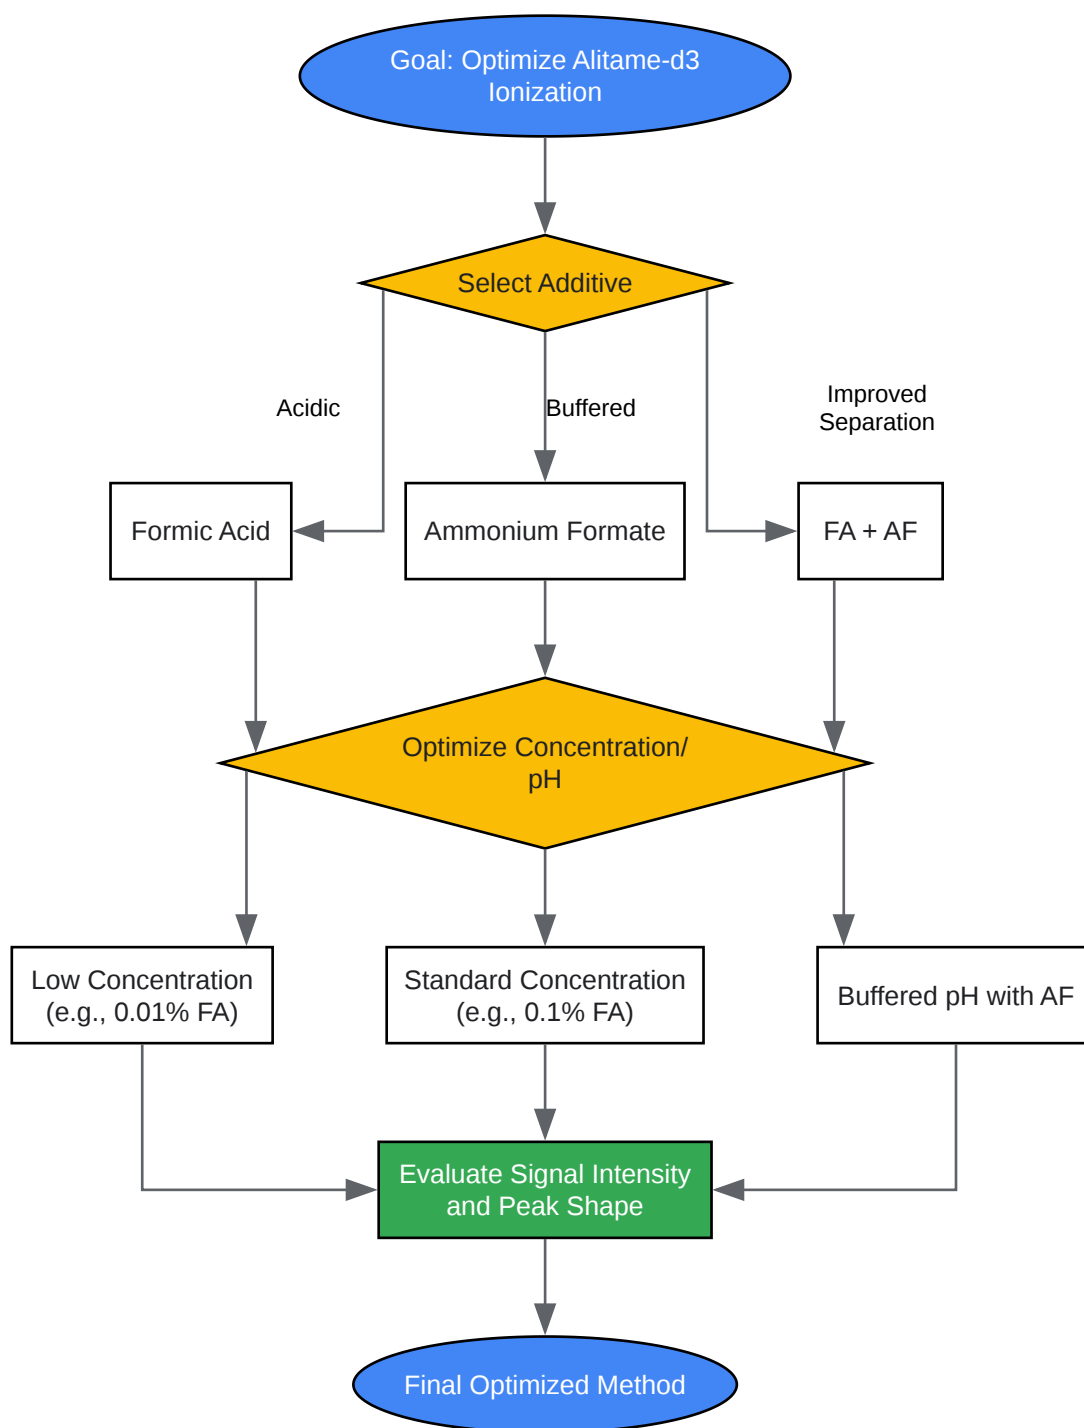 Goal: Optimize Alitame-d3
Ionization
Select Additive
Acidic
Buffered
Improved
Separation
Formic Acid
Ammonium Formate
FA + AF
Optimize Concentration/
pH
Low Concentration
(e.g., 0.01% FA)
Standard Concentration
(e.g., 0.1% FA)
Buffered pH with AF
Evaluate Signal Intensity
and Peak Shape
Final Optimized Method